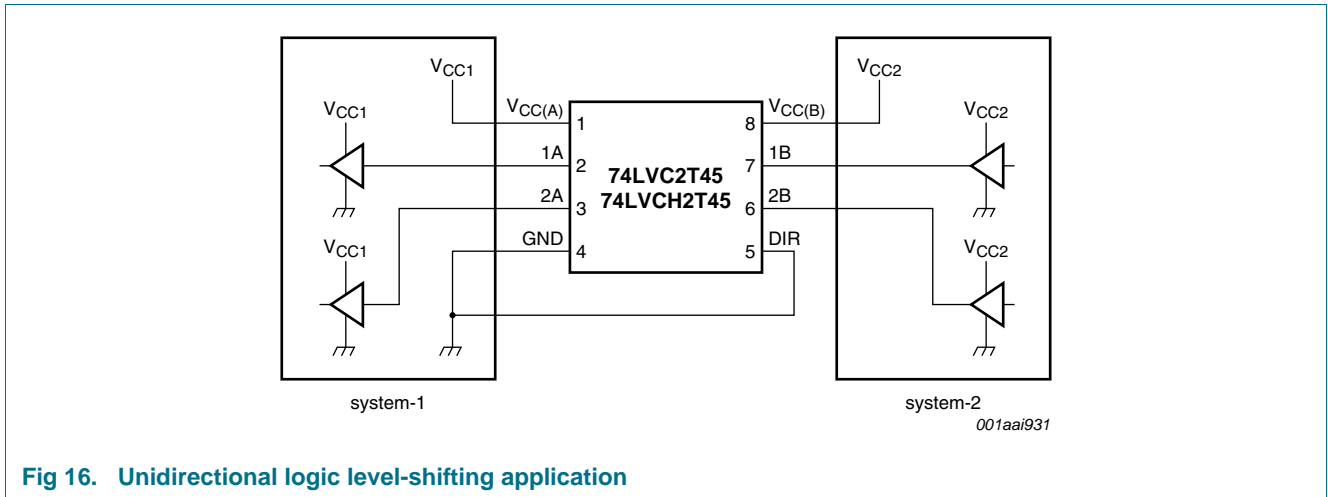 VCC1
VCC2
VCC1
VCC(A)
1
8
VCC(B)
VCC2
1A
2
7
1B
74LVC2T45
74LVCH2T45
2A
3
6
2B
VCC1
GND
4
5
DIR
VCC2
system-1
system-2
001aai931
Fig 16. Unidirectional logic level-shifting application